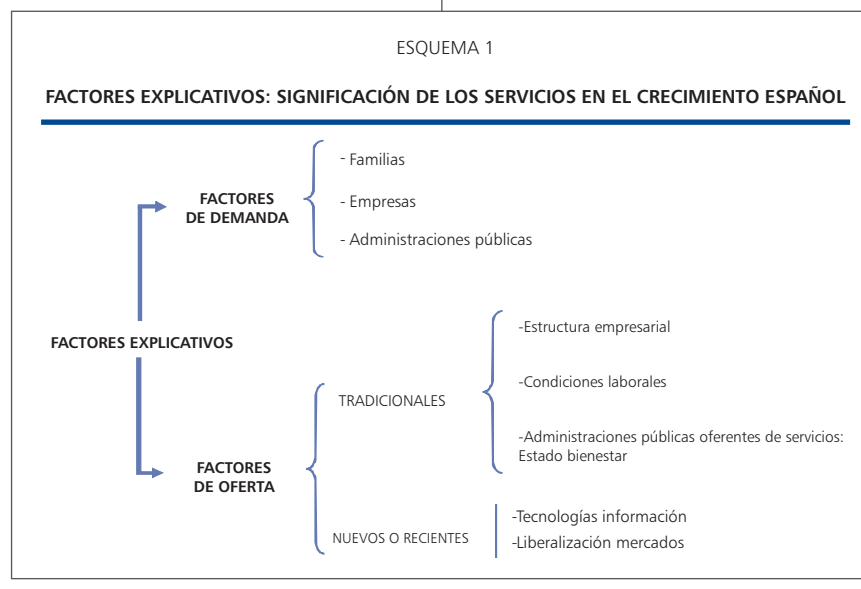 ESQUEMA 1
FACTORES EXPLICATIVOS: SIGNIFICACIÓN DE LOS SERVICIOS EN EL CRECIMIENTO ESPAÑOL
FACTORES
DE DEMANDA
- Familias
- Empresas
- Administraciones públicas
FACTORES EXPLICATIVOS
FACTORES
DE OFERTA
TRADICIONALES
-Estructura empresarial
-Condiciones laborales
-Administraciones públicas oferentes de servicios:
Estado bienestar
NUEVOS O RECIENTES
-Tecnologías información
-Liberalización mercados